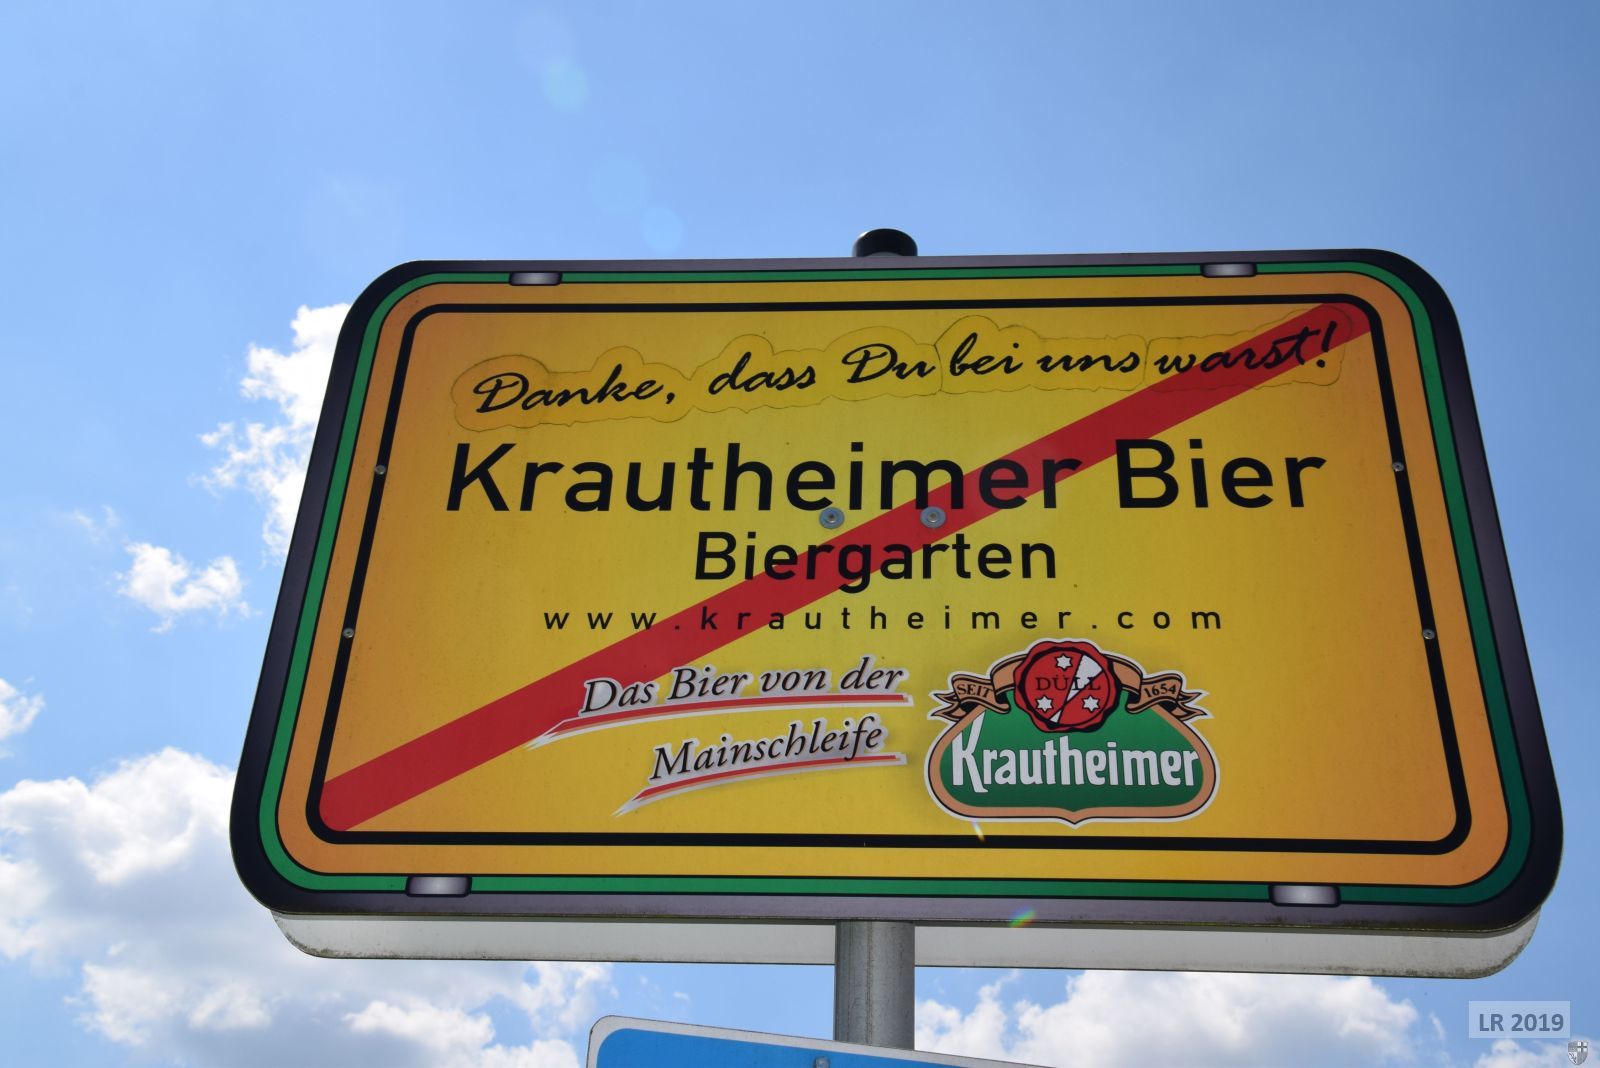 Danke, dass Du bei uns warst!
Krautheimer Bier
Biergarten
www.krautheimer.com
Das Bier von der
Mainschleife
SEIT 1654
DÜLL
Krautheimer
LR 2019